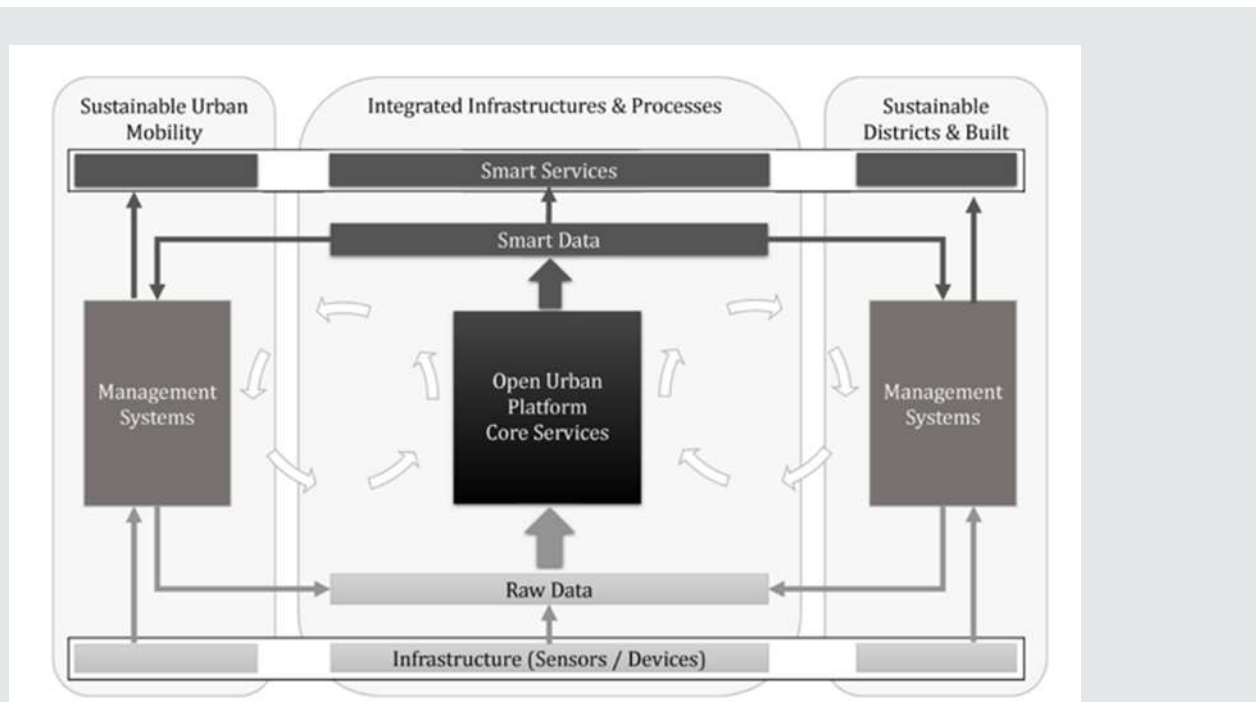 Sustainable Urban
Mobility
Integrated Infrastructures & Processes
Sustainable
Districts & Built
Smart Services
Smart Data
Management
Systems
Open Urban
Platform
Core Services
Management
Systems
Raw Data
Infrastructure (Sensors / Devices)